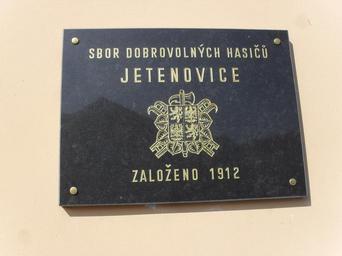 SBOR DOBROVOLNÝCH HASIČŮ
JETENOVICE
ZALOŽENO 1912